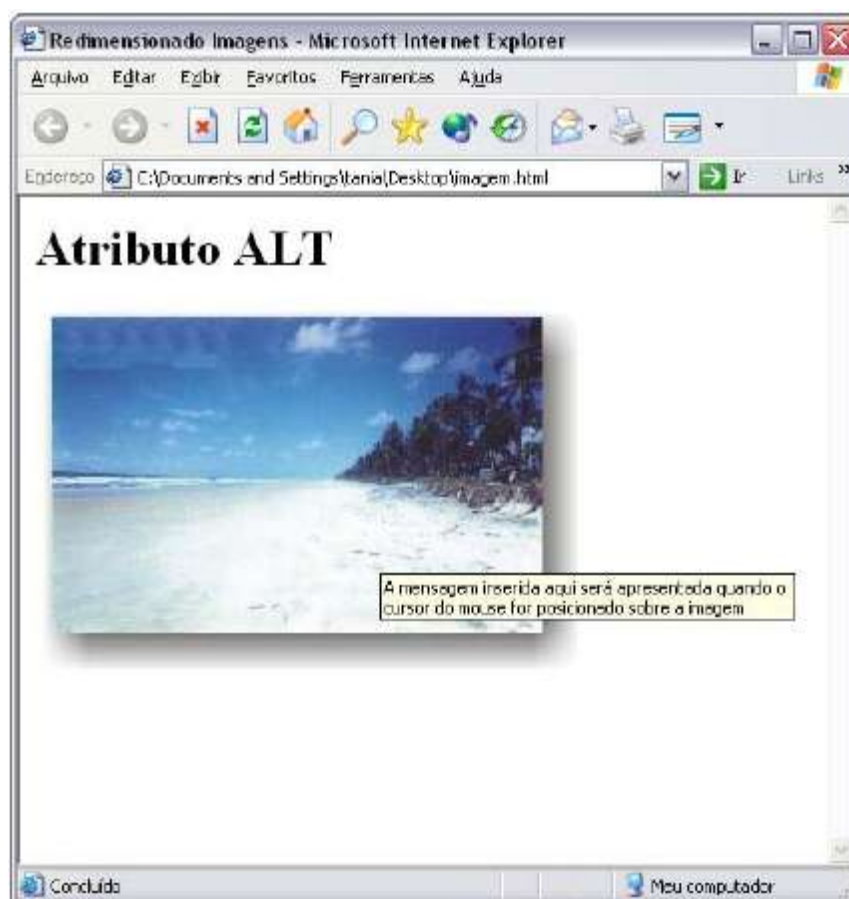 Redimensionado Imagens - Microsoft Internet Explorer
Arquivo Editar Exibir Favoritos Ferramentas Ajuda
Endereço C:\Documents and Settings\tania\Desktop\imagem.html Ir Links »
Atributo ALT
A mensagem inserida aqui será apresentada quando o
cursor do mouse for posicionado sobre a imagem
Concluído Meu computador